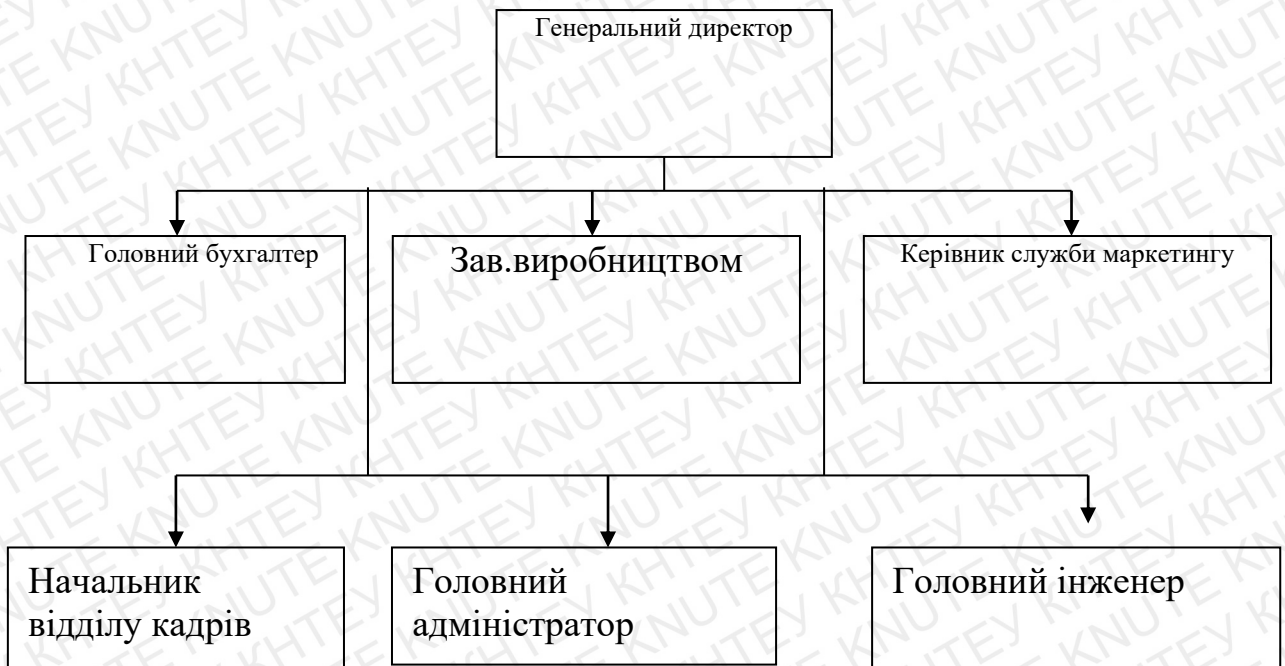 Генеральний директор
Головний бухгалтер
Зав.виробництвом
Керівник служби маркетингу
Начальник
відділу кадрів
Головний
адміністратор
Головний інженер